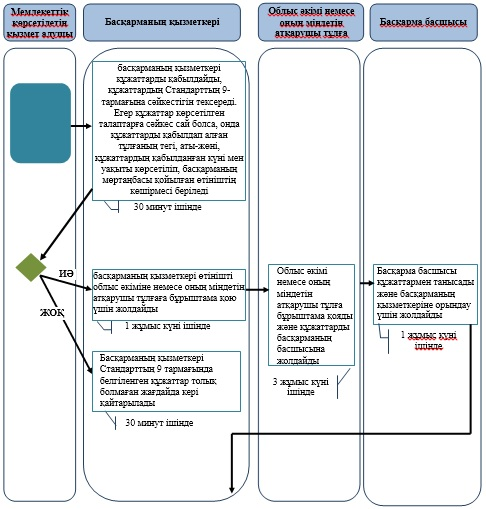 Мемлекеттік
көрсетілетін
қызмет алушы
Басқарманың қызметкері
Облыс әкімі немесе
оның міндетін
атқарушы тұлға
Басқарма басшысы
басқарманың қызметкері
құжаттарды қабылдайды,
құжаттардың Стандарттың 9-
тармағына сәйкестігін тексереді.
Егер құжаттар көрсетілген
талаптарға сәйкес сай болса, онда
құжаттарды қабылдап алған
тұлғаның тегі, аты-жөні,
құжаттардың қабылданған күні мен
уақыты көрсетіліп, басқарманың
мөртаңбасы қойылған өтініштің
көшірмесі беріледі
30 минут ішінде
иә
жоқ
басқарманың қызметкері өтінішті
облыс әкіміне немесе оның міндетін
атқарушы тұлғаға бұрыштама қою
үшін жолдайды
1 жұмыс күні ішінде
Басқарманың қызметкері
Стандарттың 9 тармағында
белгіленген құжаттар толық
болмаған жағдайда кері
қайтарылады
30 минут ішінде
Облыс әкімі
немесе оның
міндетін
атқарушы тұлға
бұрыштама қояды
және құжаттарды
басқарманың
басшысына
жолдайды
3 жұмыс күні
ішінде
Басқарма басшысы
құжаттармен танысады
және басқарманың
қызметкеріне орындау
үшін жолдайды
1 жұмыс күні
ішінде